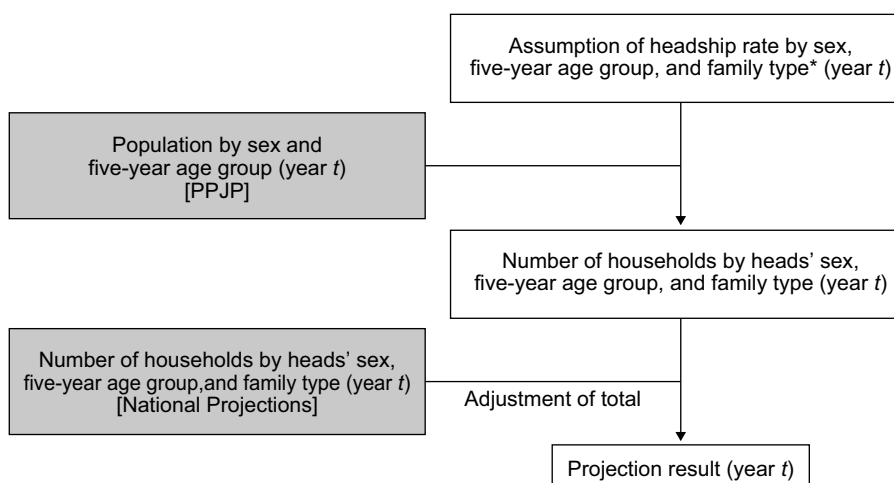 Assumption of headship rate by sex,
five-year age group, and family type* (year t)
Population by sex and
five-year age group (year t)
[PPJP]
Number of households by heads’ sex,
five-year age group, and family type (year t)
Number of households by heads’ sex,
five-year age group,and family type (year t)
[National Projections]
Adjustment of total
Projection result (year t)